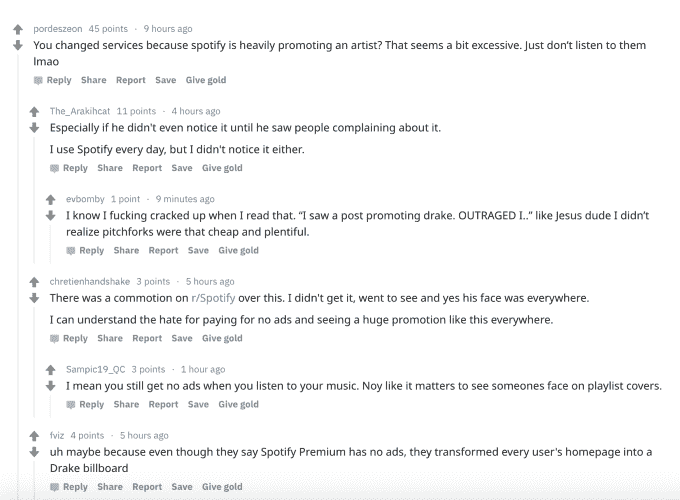 pordeszeon 45 points · 9 hours ago
You changed services because spotify is heavily promoting an artist? That seems a bit excessive. Just don't listen to them
lmao
Reply Share Report Save Give gold
The_Arakihcat 11 points · 4 hours ago
Especially if he didn't even notice it until he saw people complaining about it.
I use Spotify every day, but I didn't notice it either.
Reply Share Report Save Give gold
evbomby 1 point · 9 minutes ago
I know I fucking cracked up when I read that. “I saw a post promoting drake. OUTRAGED I..” like Jesus dude I didn’t
realize pitchforks were that cheap and plentiful.
Reply Share Report Save Give gold
chretienhandshake 3 points · 5 hours ago
There was a commotion on r/Spotify over this. I didn't get it, went to see and yes his face was everywhere.
I can understand the hate for paying for no ads and seeing a huge promotion like this everywhere.
Reply Share Report Save Give gold
Sampic19_QC 3 points · 1 hour ago
I mean you still get no ads when you listen to your music. Noy like it matters to see someones face on playlist covers.
Reply Share Report Save Give gold
fviz 4 points · 5 hours ago
uh maybe because even though they say Spotify Premium has no ads, they transformed every user's homepage into a
Drake billboard
Reply Share Report Save Give gold